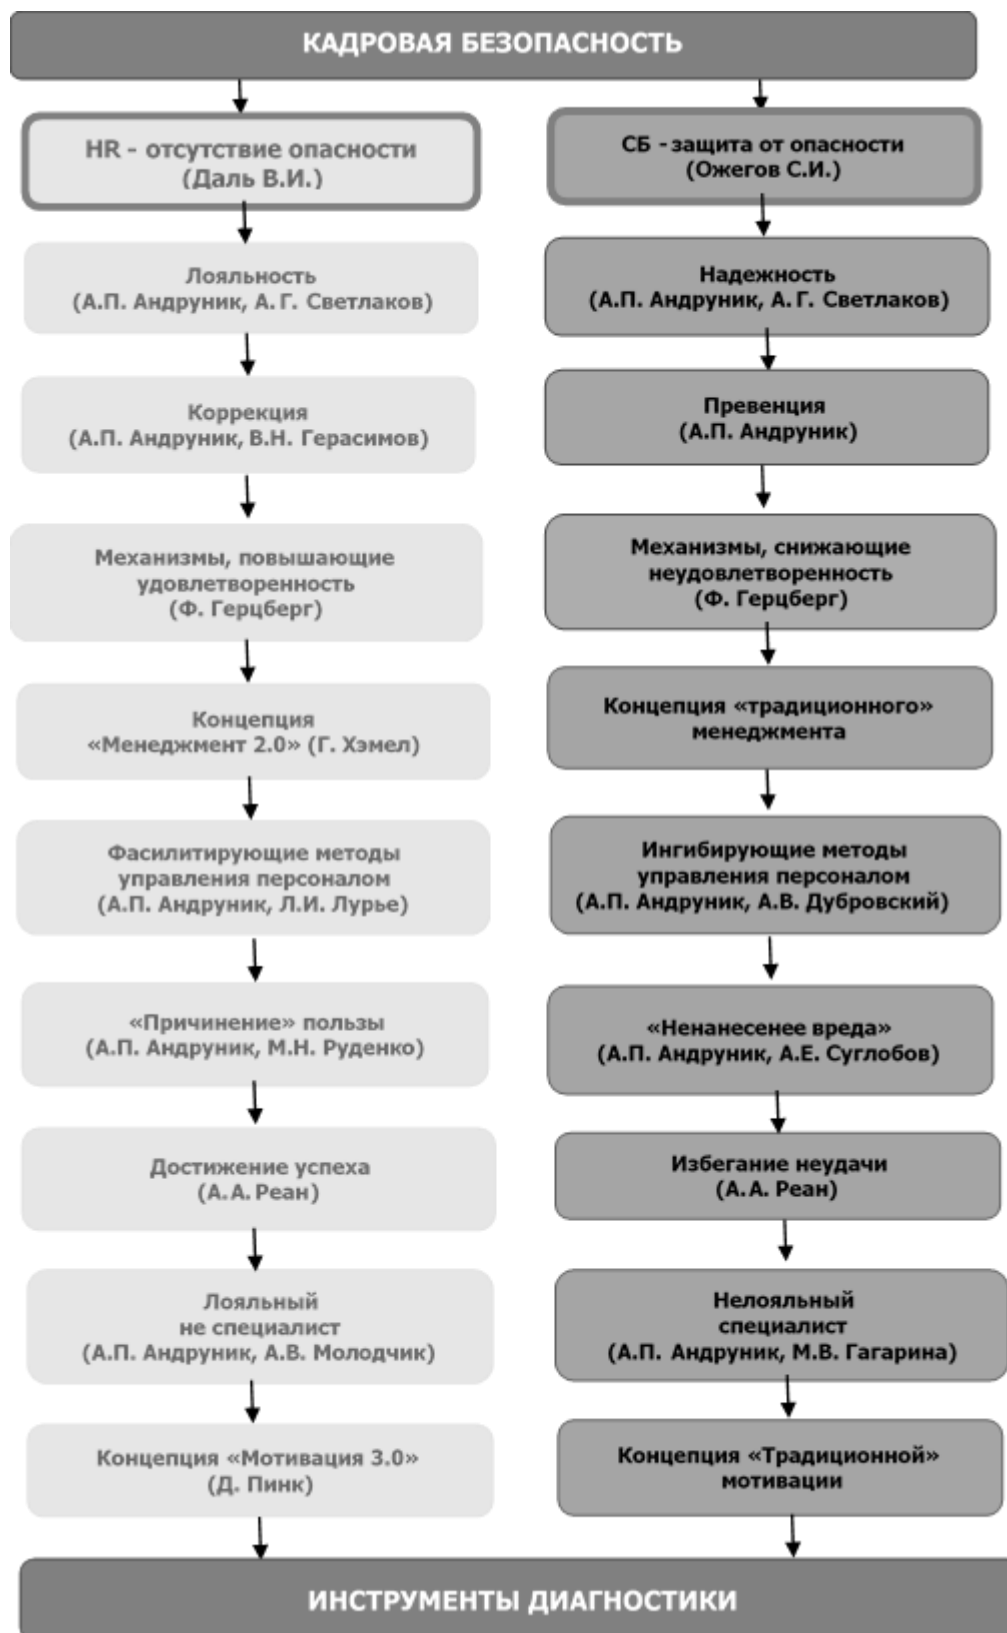 КАДРОВАЯ БЕЗОПАСНОСТЬ
HR - отсутствие опасности
(Даль В.И.)
СБ - защита от опасности
(Ожегов С.И.)
Лояльность
(А.П. Андруник, А.Г. Светлаков)
Надежность
(А.П. Андруник, А.Г. Светлаков)
Коррекция
(А.П. Андруник, В.Н. Герасимов)
Превенция
(А.П. Андруник)
Механизмы, повышающие
удовлетворенность
(Ф. Герцберг)
Механизмы, снижающие
неудовлетворенность
(Ф. Герцберг)
Концепция
«Менеджмент 2.0» (Г. Хэмел)
Концепция «традиционного»
менеджмента
Фасилитирующие методы
управления персоналом
(А.П. Андруник, Л.И. Лурье)
Ингибирующие методы
управления персоналом
(А.П. Андруник, А.В. Дубровский)
«Причинение» пользы
(А.П. Андруник, М.Н. Руденко)
«Ненанесенее вреда»
(А.П. Андруник, А.Е. Суглобов)
Достижение успеха
(А.А. Реан)
Избегание неудачи
(А.А. Реан)
Лояльный
не специалист
(А.П. Андруник, А.В. Молодчик)
Нелояльный
специалист
(А.П. Андруник, М.В. Гагарина)
Концепция «Мотивация 3.0»
(Д. Пинк)
Концепция «Традиционной»
мотивации
ИНСТРУМЕНТЫ ДИАГНОСТИКИ